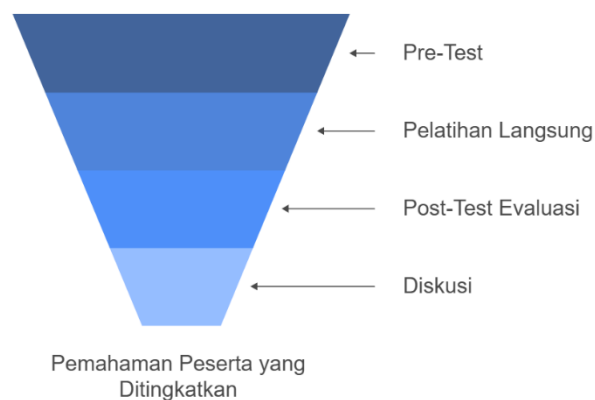 Pre-Test
Pelatihan Langsung
Post-Test Evaluasi
Diskusi
Pemahaman Peserta yang
Ditingkatkan